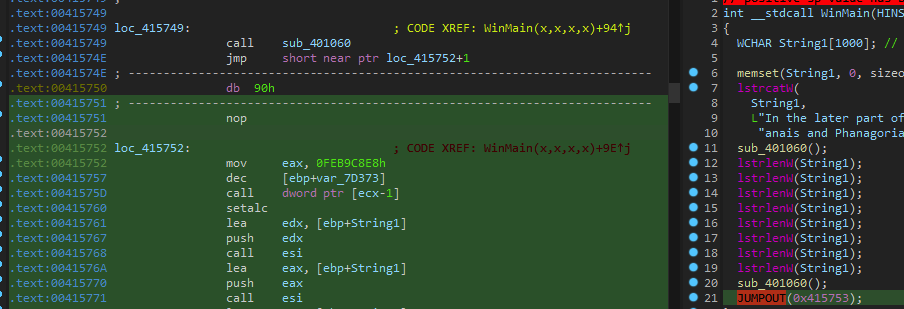 .text:00415749
.text:00415749 loc_415749: ; CODE XREF: WinMain(x,x,x,x)+94↑j
.text:00415749 call sub_401060
.text:0041574E jmp short near ptr loc_415752+1
.text:0041574E ; ---------------------------------------------------------------------------
.text:00415750 db 90h
.text:00415751 ; ---------------------------------------------------------------------------
.text:00415751 nop
.text:00415752
.text:00415752 loc_415752: ; CODE XREF: WinMain(x,x,x,x)+9E↑j
.text:00415752 mov eax, 0FEB9C8E8h
.text:00415757 dec [ebp+var_7D373]
.text:0041575D call dword ptr [ecx-1]
.text:00415760 setalc
.text:00415761 lea edx, [ebp+String1]
.text:00415767 push edx
.text:00415768 call esi
.text:0041576A lea eax, [ebp+String1]
.text:00415770 push eax
.text:00415771 call esi
2 int __stdcall WinMain(HINS
3 {
4 WCHAR String1[1000]; //
5
6 memset(String1, 0, sizeo
7 lstrcatW(
8 String1,
9 L"In the later part of
10 "anais and Phanagoria
11 sub_401060();
12 lstrlenW(String1);
13 lstrlenW(String1);
14 lstrlenW(String1);
15 lstrlenW(String1);
16 lstrlenW(String1);
17 lstrlenW(String1);
18 lstrlenW(String1);
19 lstrlenW(String1);
20 sub_401060();
21 JUMPOUT(0x415753);